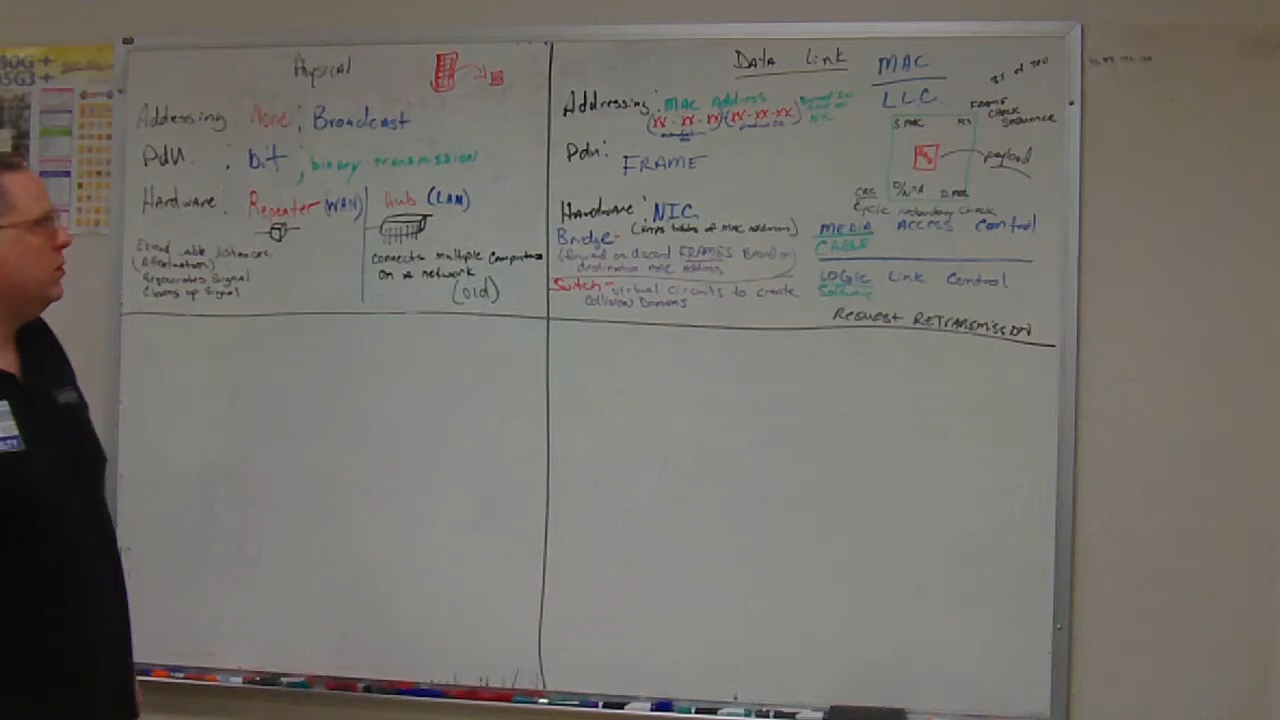 Physical
Addressing: None; Broadcast
Pdu: bit; binary transmission
Hardware: Repeater (WAN)
Hub (LAN)
Extend cable distances
(Attenuation)
Regenerates Signal
(cleans up signal)
connects multiple computers
on a network
(old)
Data Link
MAC
LLC
Addressing: MAC Address
(XX-XX-XX)(XX-XX-XX)
Pdu: FRAME
Hardware: NIC
(keeps tables of MAC addresses)
Bridge-
(forward or discard FRAMES Based on
destination MAC Address
Switch-virtual circuits to create
Collision Domains
FRAME
Check
Sequence
S MAC
payload
D MAC
CRC
Cyclic Redundancy Check
MEDIA ACCESS Control
CABLE
LOGIC Link Control
Software
REQUEST RETRANSMISSION